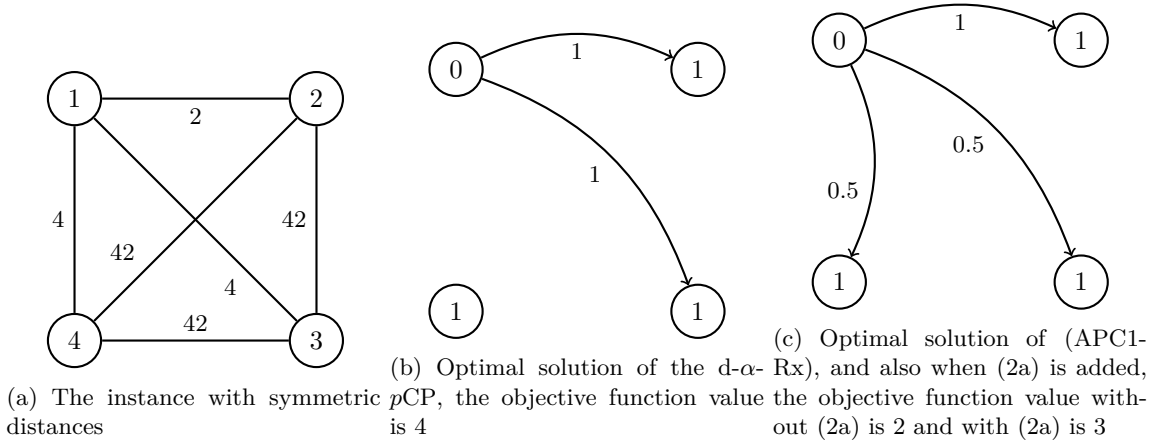 1
2
2
4
42
42
4
42
4
3
(a) The instance with symmetric
distances
0
1
1
1
1
1
(b) Optimal solution of the d-α-
pCP, the objective function value
is 4
0
1
1
0.5
0.5
1
1
(c) Optimal solution of (APC1-
Rx), and also when (2a) is added,
the objective function value with-
out (2a) is 2 and with (2a) is 3